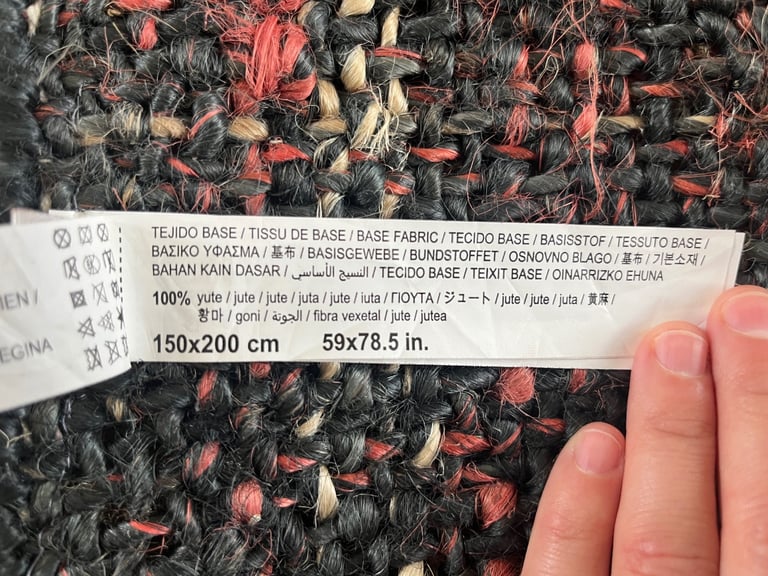 TEJIDO BASE / TISSU DE BASE / BASE FABRIC / TECIDO BASE / BASISSTOF / TESSUTO BASE /
ΒΑΣΙΚΟ ΥΦΑΣΜΑ / 基布 / BASISGEWEBE / BUNDSTOFFET / OSNOVNO BLAGO / 基布 / 기본소재 /
BAHAN KAIN DASAR / النسيج الأساسي / TECIDO BASE / TEIXIT BASE / OINARRIZKO EHUNA
100% yute / jute / jute / juta / jute / iuta / ΓΙΟΥΤΑ / ジュート / jute / jute / juta / 黄麻 /
황마 / goni / الجوتة / fibra vexetal / jute / jutea
150x200 cm 59x78.5 in.
IEN /
EGINA